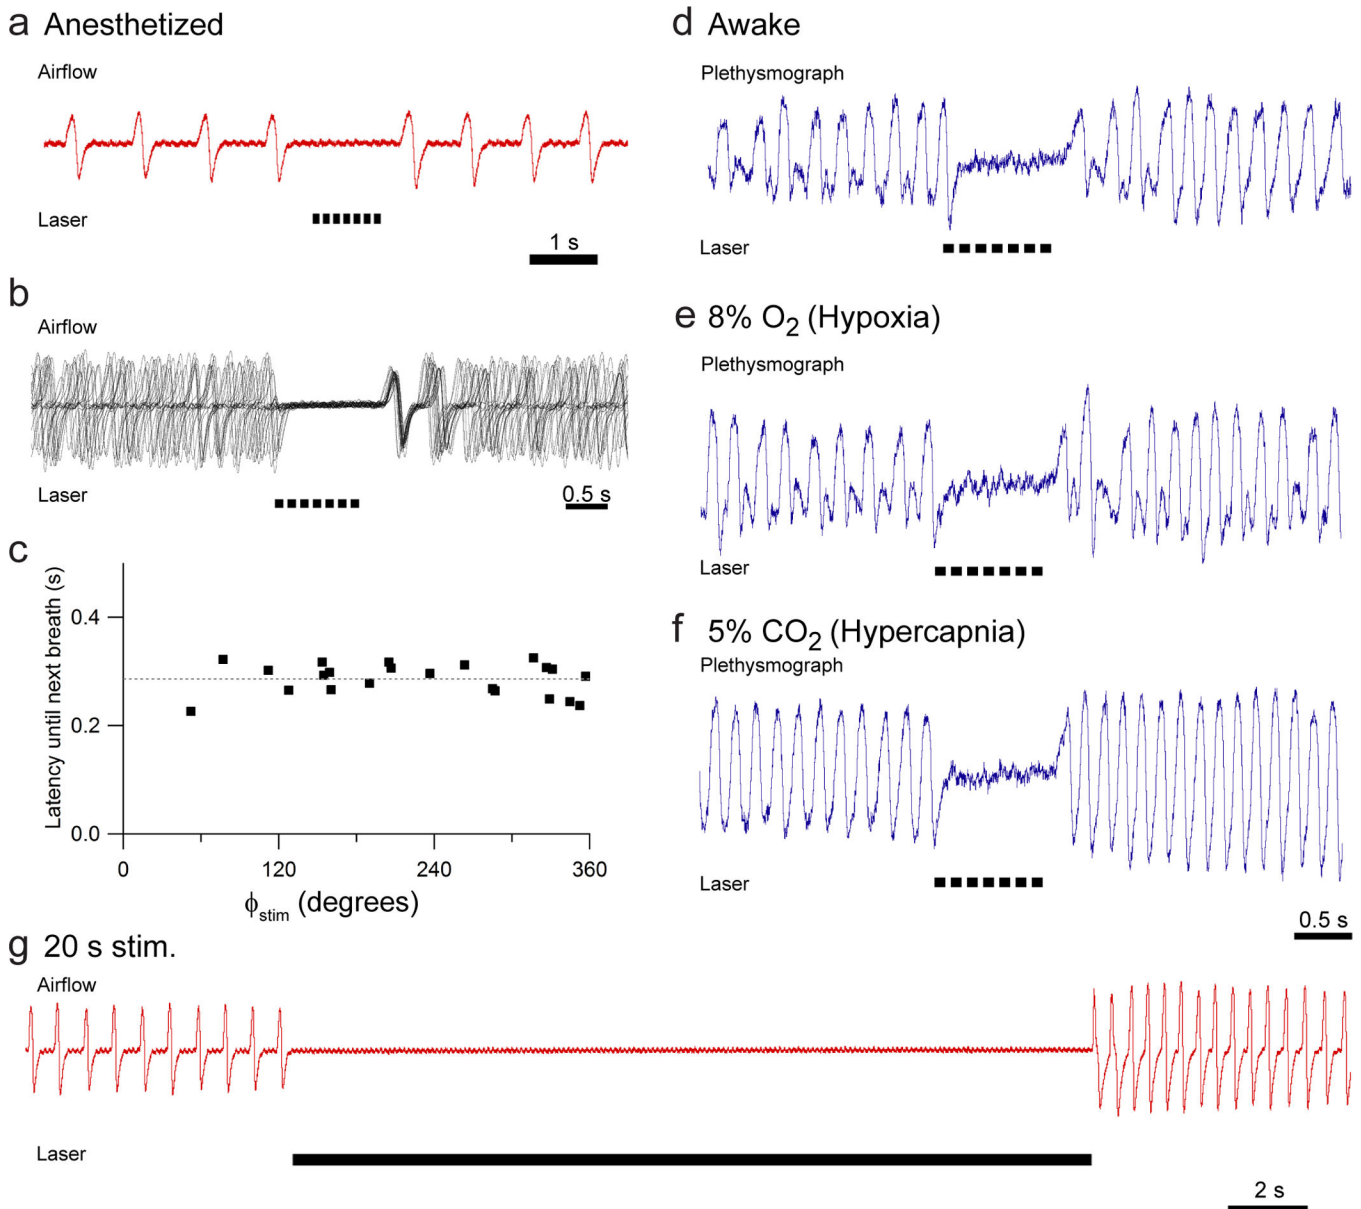 a Anesthetized
Airflow
Laser
1 s
b
Airflow
Laser
0.5 s
c
Latency until next breath (s)
0.4
0.2
0.0
0 120 240 360
ϕstim (degrees)
d Awake
Plethysmograph
Laser
e 8% O2 (Hypoxia)
Plethysmograph
Laser
f 5% CO2 (Hypercapnia)
Plethysmograph
Laser
0.5 s
g 20 s stim.
Airflow
Laser
2 s